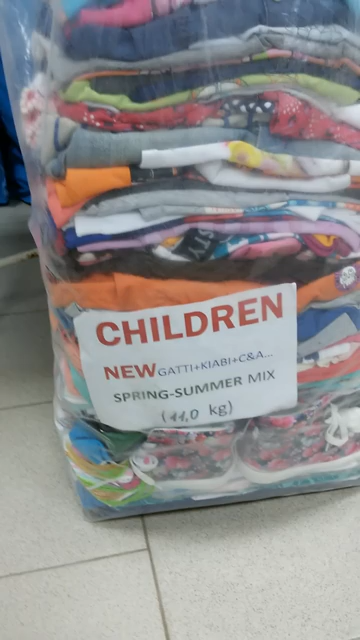 CHILDREN
NEW GATTI+KIABI+C&A...
SPRING-SUMMER MIX
(11,0 kg)